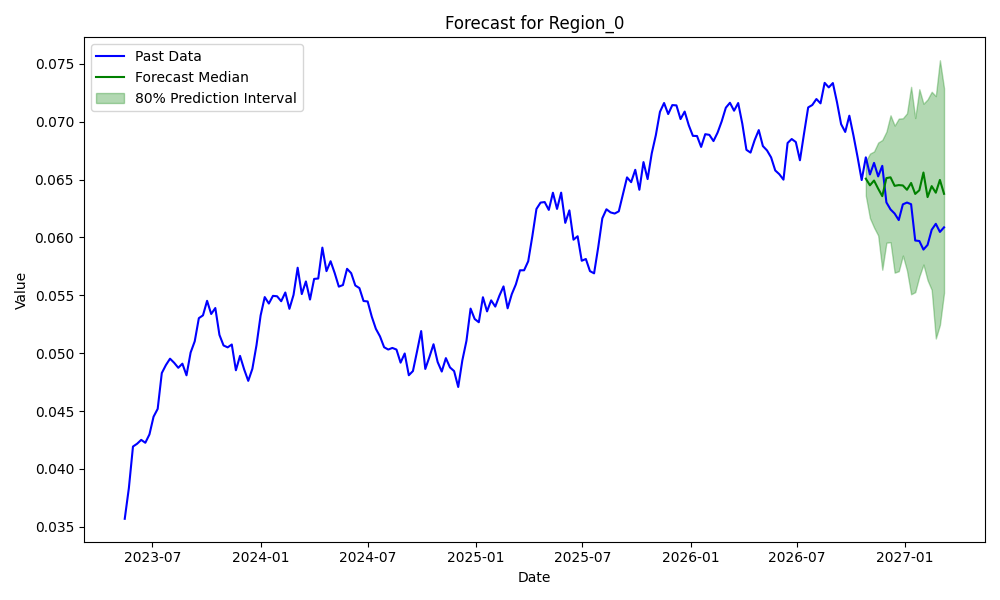 Forecast for Region_0
Past Data
Forecast Median
80% Prediction Interval
Value
0.075
0.070
0.065
0.060
0.055
0.050
0.045
0.040
0.035
2023-07
2024-01
2024-07
2025-01
2025-07
2026-01
2026-07
2027-01
Date